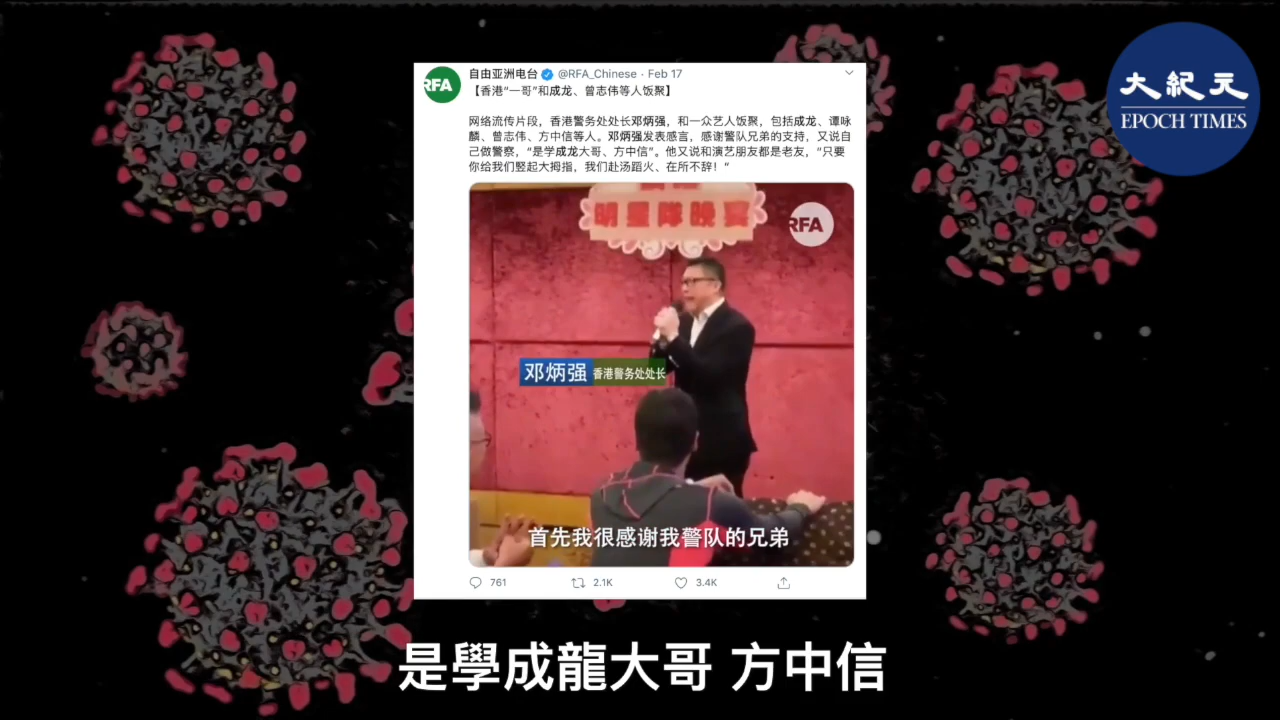 大紀元
EPOCH TIMES
RFA
自由亚洲电台 @RFA_Chinese · Feb 17
【香港“一哥”和成龙、曾志伟等人饭聚】
网络流传片段，香港警务处处长邓炳强，和一众艺人饭聚，包括成龙、谭咏
麟、曾志伟、方中信等人。邓炳强发表感言，感谢警队兄弟的支持，又说自
己做警察，“是学成龙大哥、方中信”。他又说和演艺朋友都是老友，“只要
你给我们竖起大拇指，我们赴汤蹈火、在所不辞！“
明星隊晚宴
RFA
邓炳强 香港警务处处长
首先我很感谢我警队的兄弟
761 2.1K 3.4K
是學成龍大哥 方中信